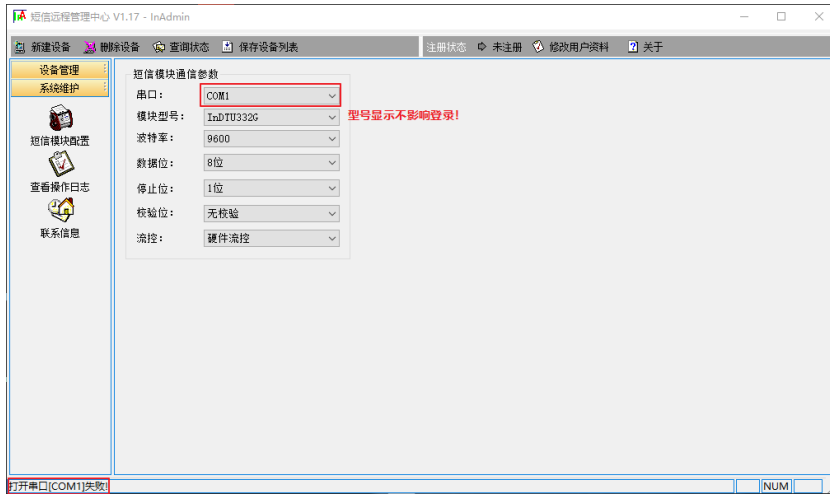 短信远程管理中心 V1.17 - InAdmin
新建设备 删除设备 查询状态 保存设备列表 注册状态 未注册 修改用户资料 关于
设备管理
系统维护
短信模块配置
查看操作日志
联系信息
短信模块通信参数
串口: COM1
模块型号: InDTU332G 型号显示不影响登录!
波特率: 9600
数据位: 8位
停止位: 1位
校验位: 无校验
流控: 硬件流控
打开串口[COM1]失败! NUM